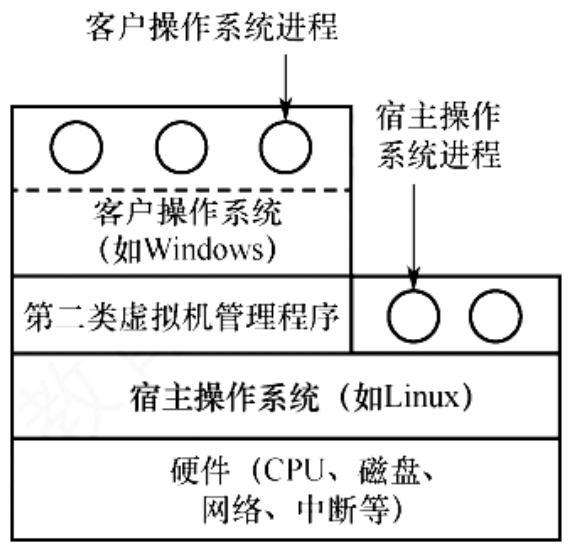 客户操作系统进程
宿主操作
系统进程
客户操作系统
（如Windows）
第二类虚拟机管理程序
宿主操作系统（如Linux）
硬件（CPU、磁盘、
网络、中断等）